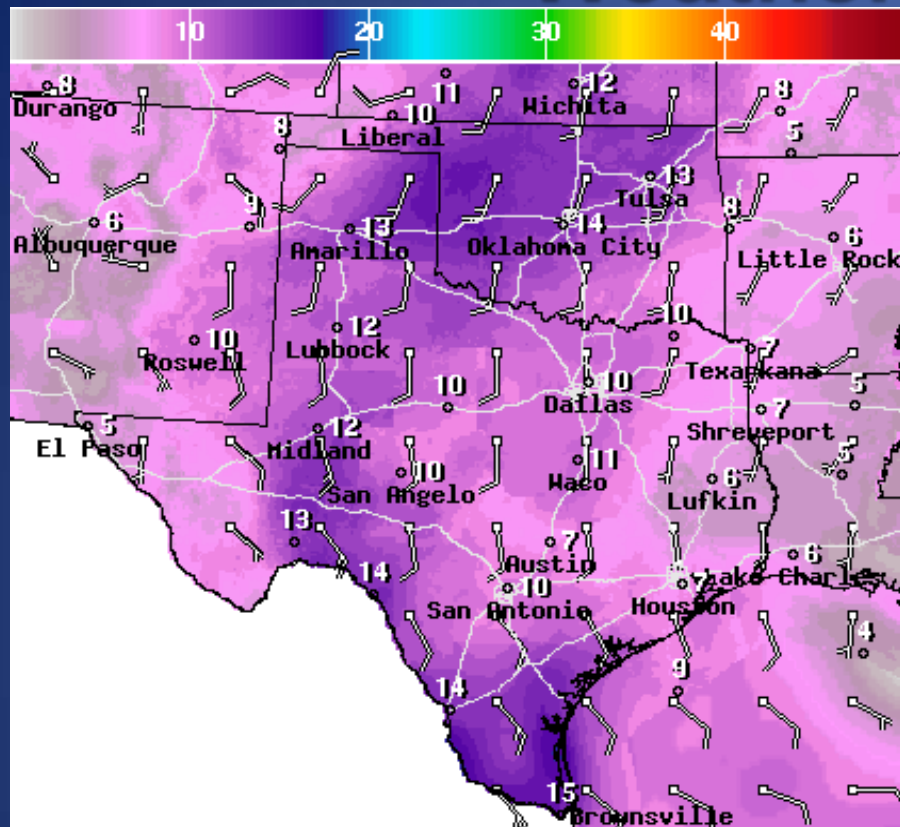 10 20 30 40
8
Durango
11
12
Wichita
10
Liberal
8
8
5
13
Tulsa
6
Albuquerque
9
13
Amarillo
14
Oklahoma City
8
6
Little Rock
10
Roswell
12
Lubbock
10
7
Texarkana
10
10
Dallas
5
7
Shreveport
5
El Paso
12
Midland
10
San Angelo
11
Waco
6
Lufkin
5
13
7
Austin
6
Lake Charles
14
10
San Antonio
7
Houston
4
14
9
15
Brownsville